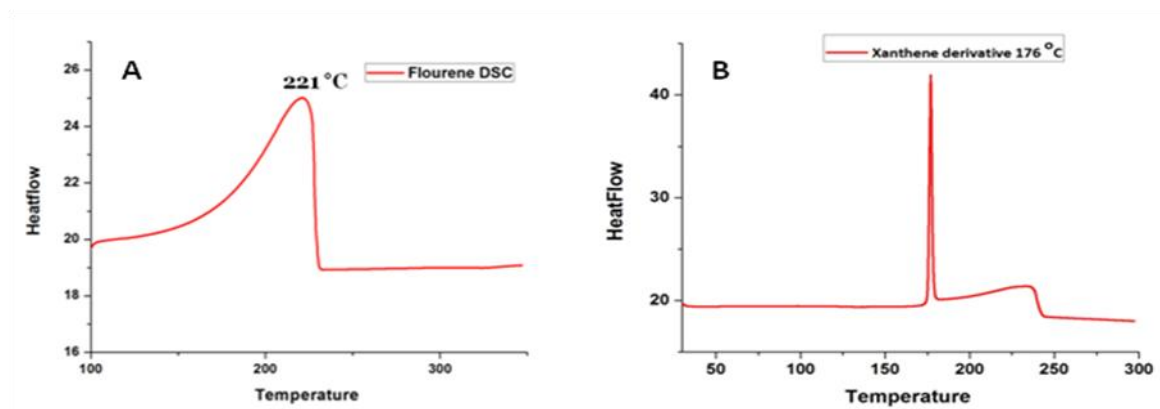 A
221 °C
Flourene DSC
26
24
22
20
18
16
Heatflow
100
200
300
Temperature
B
Xanthene derivative 176 °C
40
30
20
HeatFlow
50
100
150
200
250
300
Temperature